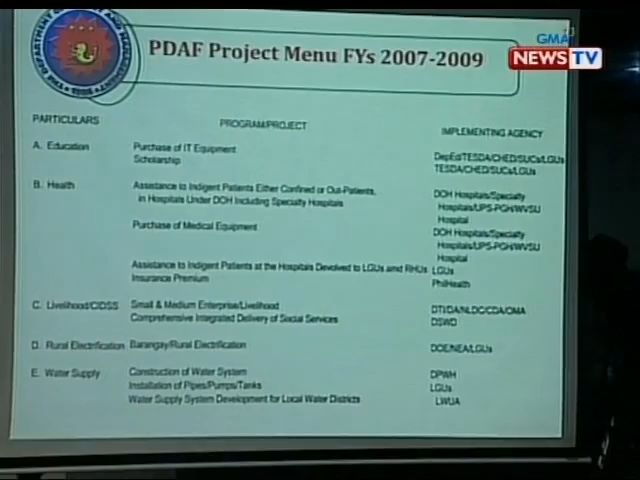 GMA
NEWSTV
PDAF Project Menu FYs 2007-2009
PARTICULARS PROGRAM/PROJECT IMPLEMENTING AGENCY
A. Education Purchase of IT Equipment DepEd/TESDA/CHED/SUCs/LGUs
Scholarship TESDA/CHED/SUCs/LGUs
B. Health Assistance to Indigent Patients Either Confined or Out-Patients, DOH Hospitals/Specialty
in Hospitals Under DOH Including Specialty Hospitals Hospitals/UPS-PGH/WVSU
Hospital
Purchase of Medical Equipment DOH Hospitals/Specialty
Hospitals/UPS-PGH/WVSU
Hospital
Assistance to Indigent Patients at the Hospitals Devolved to LGUs amd RHUs LGUs
Insurance Premium PhilHealth
C. Livelihood/CIDSS Small & Medium Enterprise/Livelihood DTI/DA/NLDC/CDA/OMA
Comprehensive Integrated Delivery of Social Services DSWD
D. Rural Electrification Barangay/Rural Electrification DOE/NEA/LGUs
E. Water Supply Construction of Water System DPWH
Installation of Pipes/Pumps/Tanks LGUs
Water Supply System Development for Local Water Districts LWUA